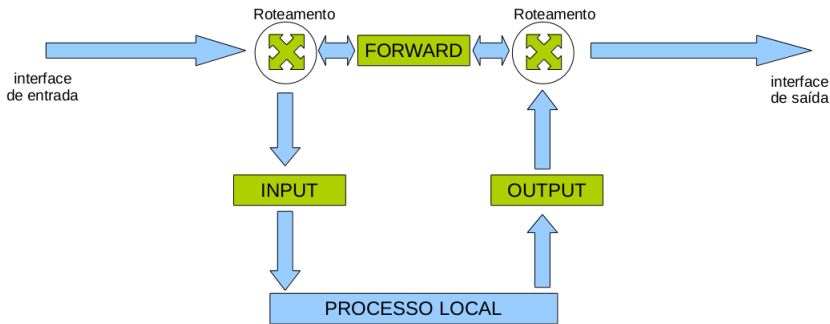 Roteamento
Roteamento
FORWARD
interface
de entrada
interface
de saída
INPUT
OUTPUT
PROCESSO LOCAL